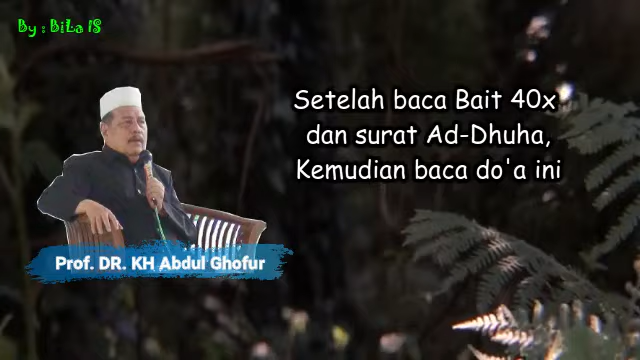 By : BiLa IS
Setelah baca Bait 40x
dan surat Ad-Dhuha,
Kemudian baca do'a ini
Prof. DR. KH Abdul Ghofur